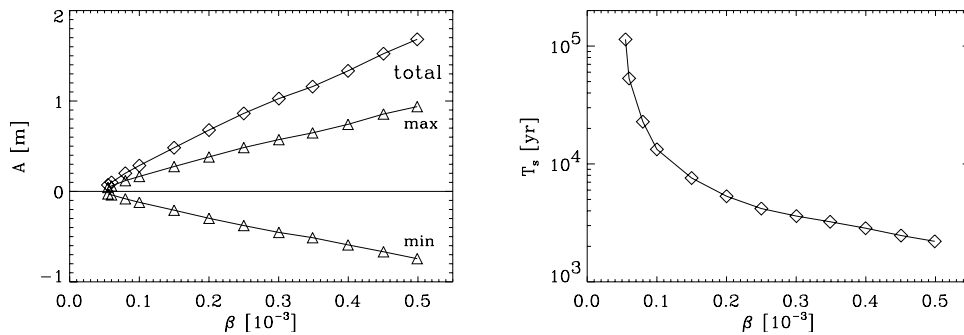 2
1
0
−1
A [m]
total
max
min
0.0 0.1 0.2 0.3 0.4 0.5
β [10⁻³]
10⁵
10⁴
10³
Tₛ [yr]
0.0 0.1 0.2 0.3 0.4 0.5
β [10⁻³]